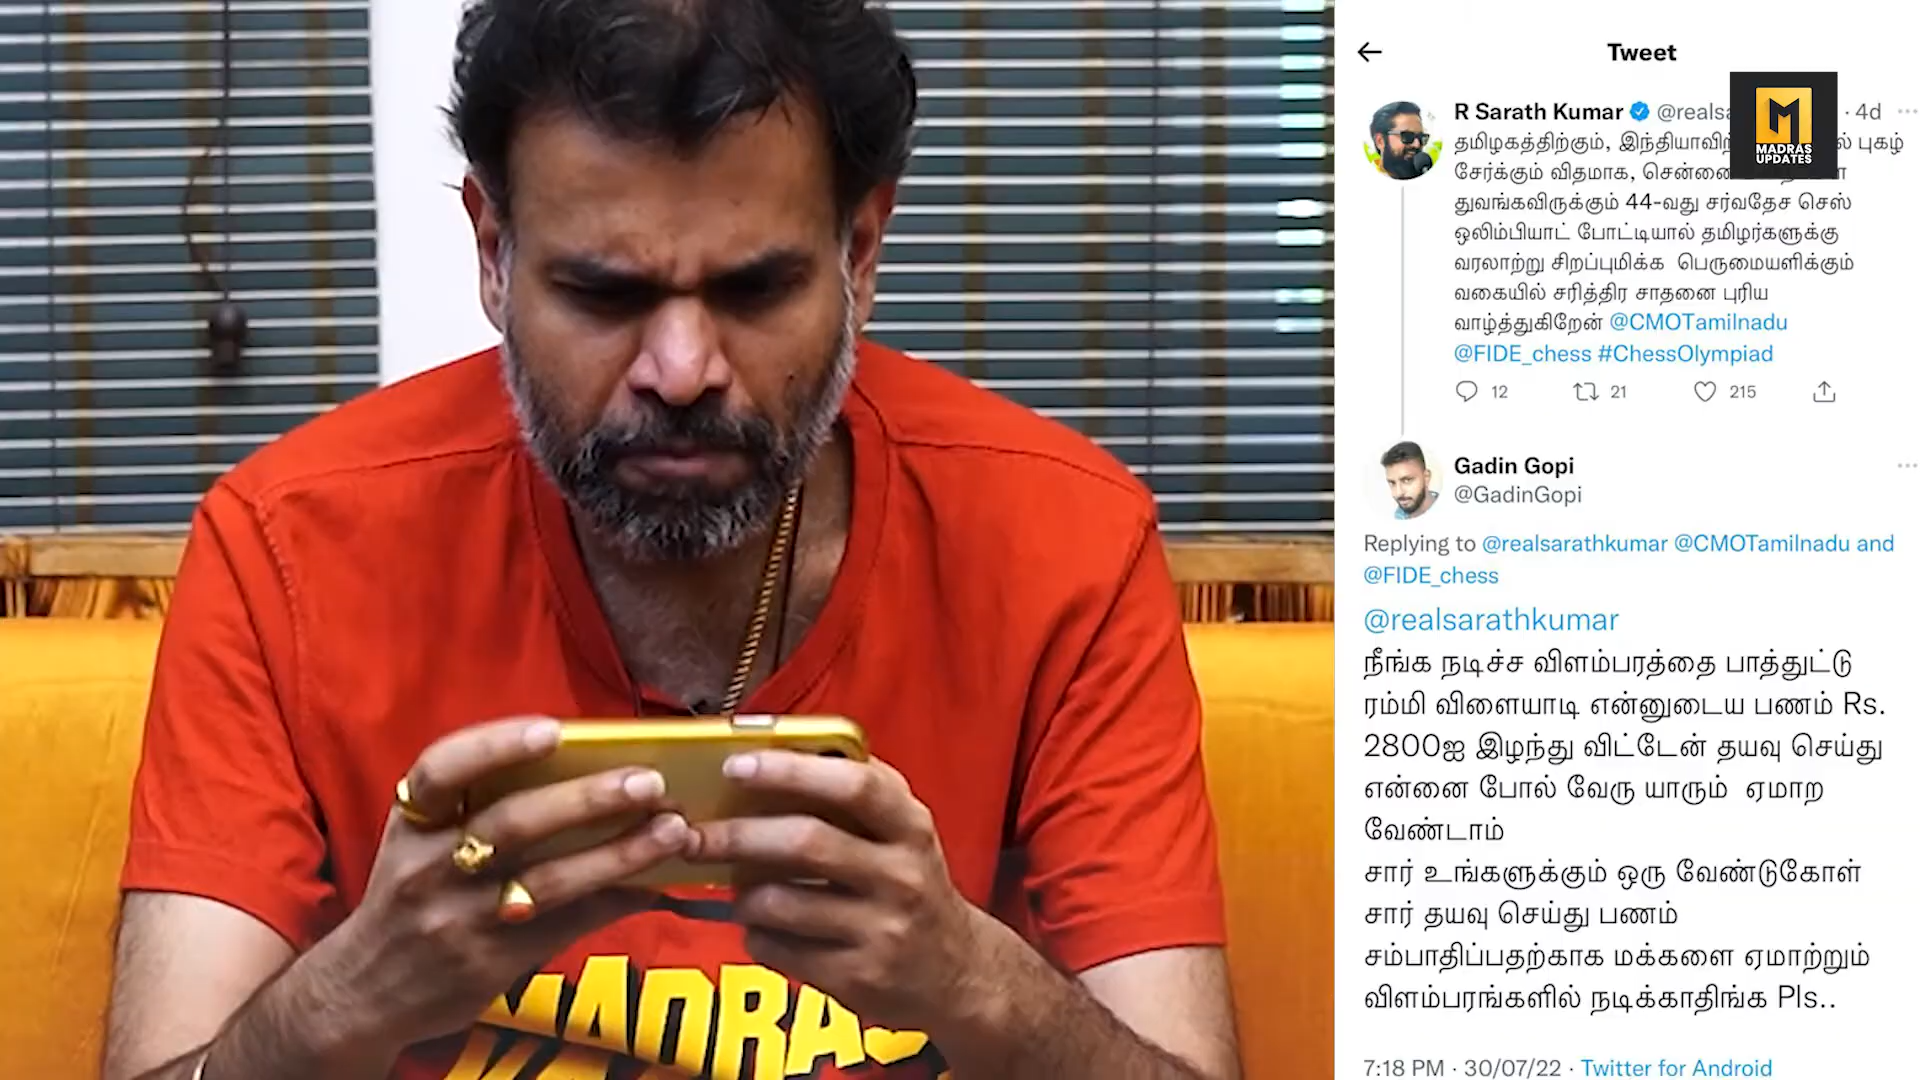 Tweet
R Sarath Kumar @realsa · 4d
MADRAS
UPDATES
தமிழகத்திற்கும், புகழ்
சேர்க்கும் விதமாக, சென்னை
துவங்கவிருக்கும் 44-வது சர்வதேச செஸ்
ஒலிம்பியாட் போட்டியால் தமிழர்களுக்கு
வரலாற்று சிறப்புமிக்க பெருமையளிக்கும்
வகையில் சரித்திர சாதனை புரிய
வாழ்த்துகிறேன் @CMOTamilnadu
@FIDE_chess #ChessOlympiad
12 21 215
Gadin Gopi
@GadinGopi
Replying to @realsarathkumar @CMOTamilnadu and
@FIDE_chess
@realsarathkumar
நீங்க நடிச்ச விளம்பரத்தை பாத்துட்டு
ரம்மி விளையாடி என்னுடைய பணம் Rs.
2800ஐ இழந்து விட்டேன் தயவு செய்து
என்னை போல் வேரு யாரும் ஏமாற
வேண்டாம்
சார் உங்களுக்கும் ஒரு வேண்டுகோள்
சார் தயவு செய்து பணம்
சம்பாதிப்பதற்காக மக்களை ஏமாற்றும்
விளம்பரங்களில் நடிக்காதிங்க Pls..
7:18 PM · 30/07/22 · Twitter for Android
MADRA